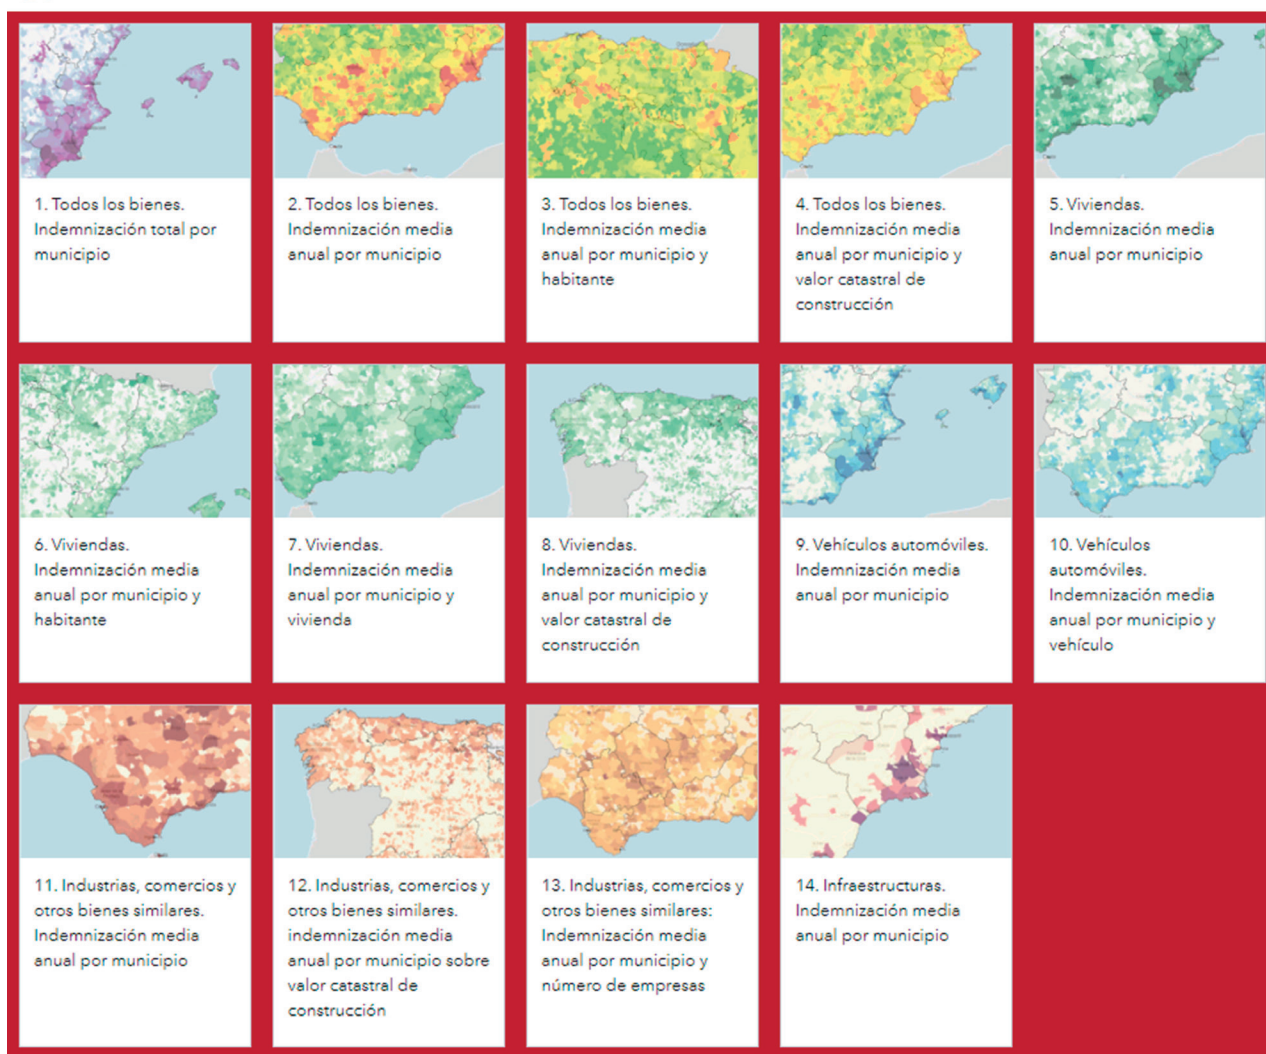 1. Todos los bienes.
Indemnización total por
municipio
2. Todos los bienes.
Indemnización media
anual por municipio
3. Todos los bienes.
Indemnización media
anual por municipio y
habitante
4. Todos los bienes.
Indemnización media
anual por municipio y
valor catastral de
construcción
5. Viviendas.
Indemnización media
anual por municipio
6. Viviendas.
Indemnización media
anual por municipio y
habitante
7. Viviendas.
Indemnización media
anual por municipio y
vivienda
8. Viviendas.
Indemnización media
anual por municipio y
valor catastral de
construcción
9. Vehículos automóviles.
Indemnización media
anual por municipio
10. Vehículos
automóviles.
Indemnización media
anual por municipio y
vehículo
11. Industrias, comercios y
otros bienes similares.
Indemnización media
anual por municipio
12. Industrias, comercios y
otros bienes similares.
indemnización media
anual por municipio sobre
valor catastral de
construcción
13. Industrias, comercios y
otros bienes similares:
Indemnización media
anual por municipio y
número de empresas
14. Infraestructuras.
Indemnización media
anual por municipio